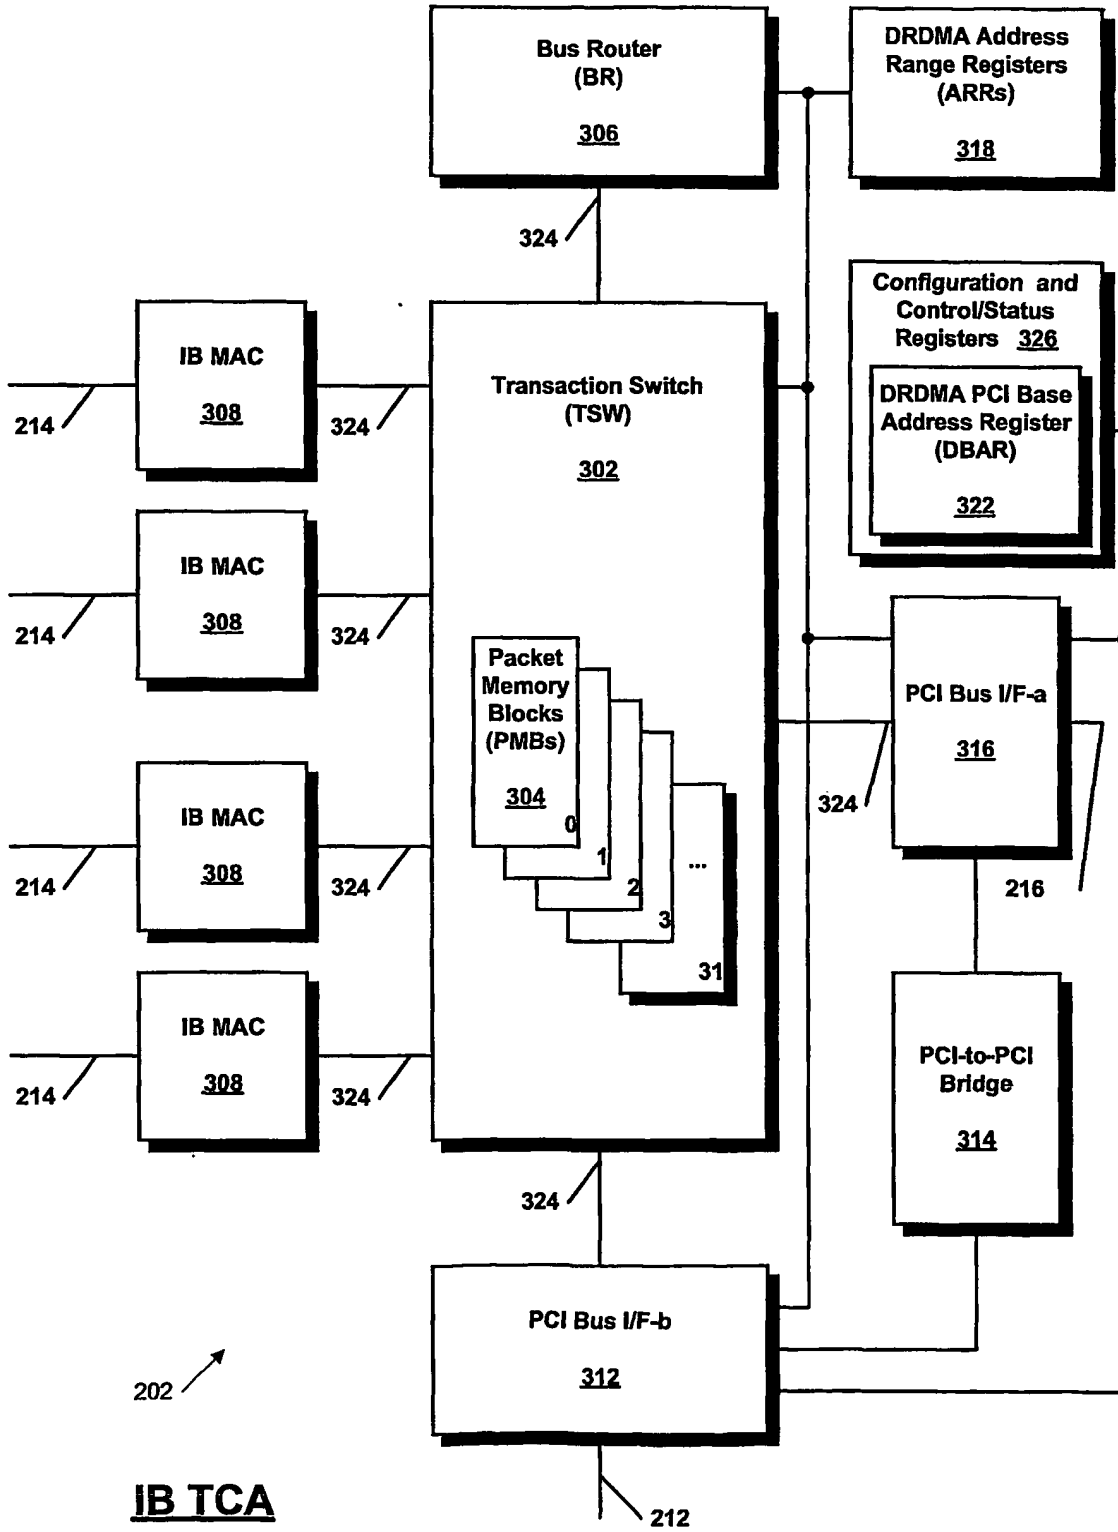 Bus Router
(BR)
306
DRDMA Address
Range Registers
(ARRs)
318
324
Configuration and
Control/Status
Registers 326
DRDMA PCI Base
Address Register
(DBAR)
322
IB MAC
308
214
324
IB MAC
308
214
324
IB MAC
308
214
324
IB MAC
308
214
324
Transaction Switch
(TSW)
302
Packet
Memory
Blocks
(PMBs)
304
0
1
2
3
...
31
PCI Bus I/F-a
316
324
216
PCI-to-PCI
Bridge
314
324
PCI Bus I/F-b
312
202
212
IB TCA